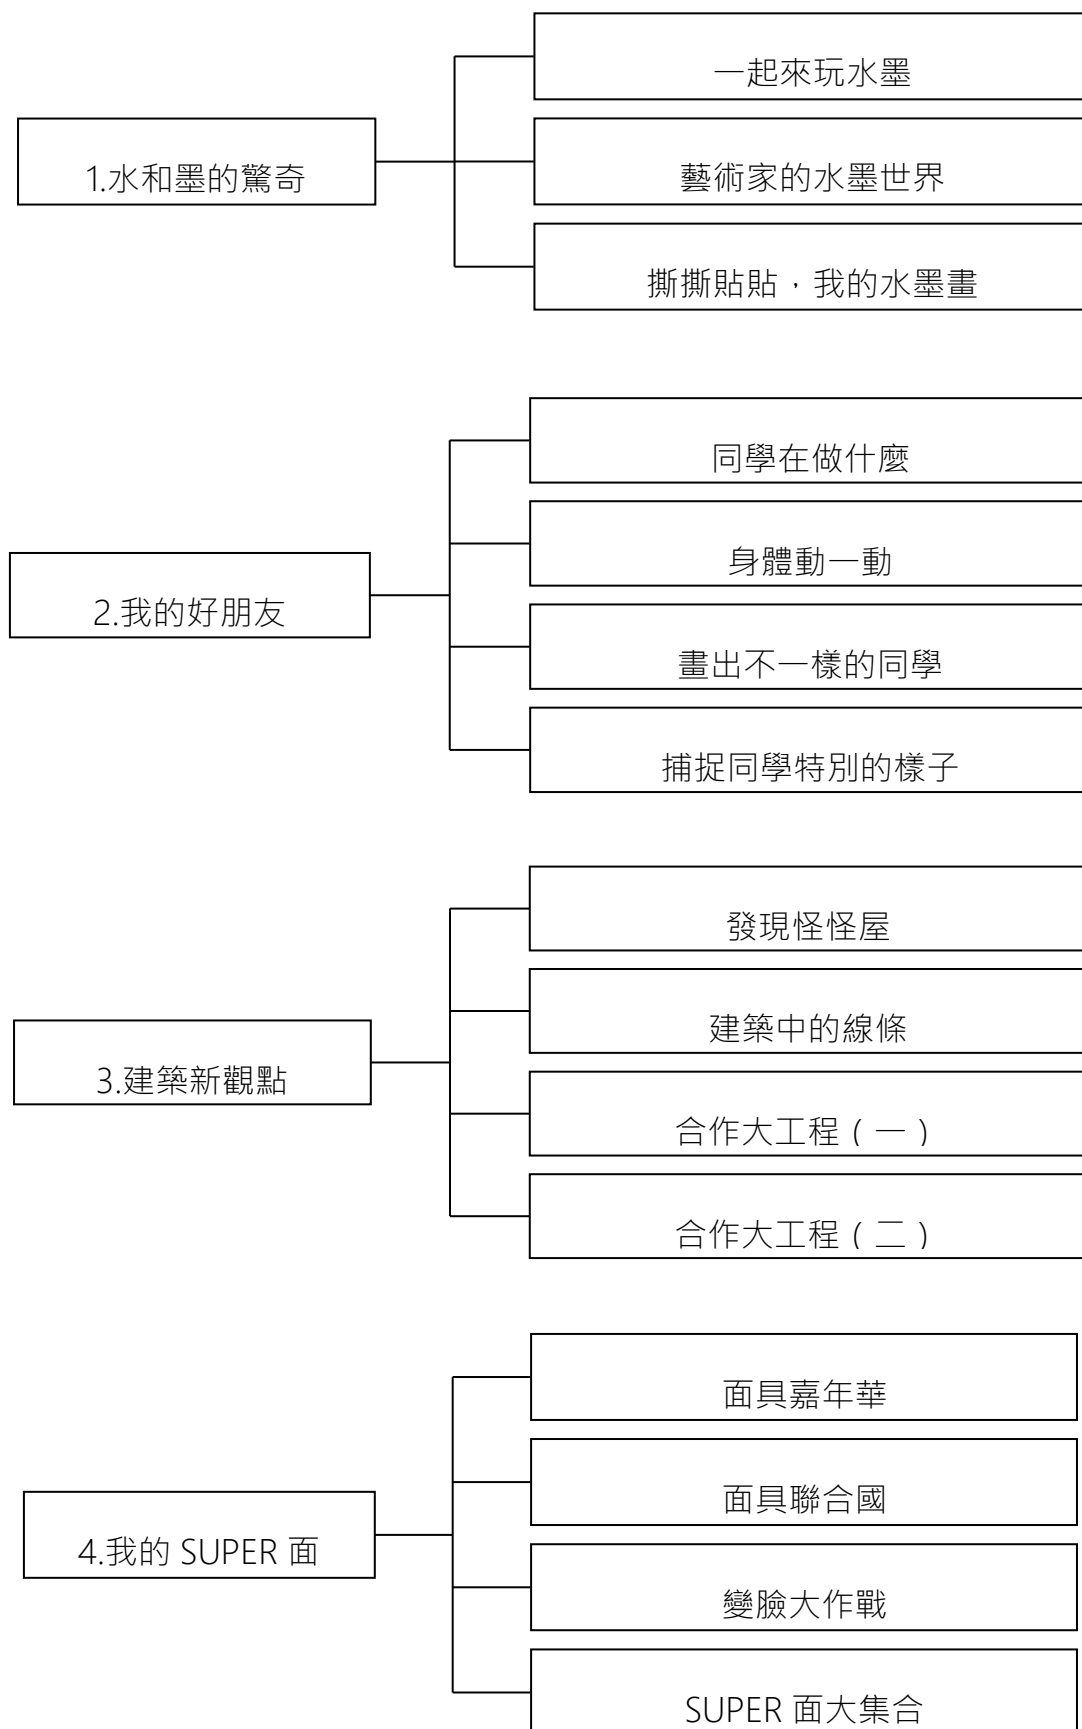 1.水和墨的驚奇
一起來玩水墨
藝術家的水墨世界
撕撕貼貼，我的水墨畫
2.我的好朋友
同學在做什麼
身體動一動
畫出不一樣的同學
捕捉同學特別的樣子
3.建築新觀點
發現怪怪屋
建築中的線條
合作大工程（一）
合作大工程（二）
4.我的 SUPER 面
面具嘉年華
面具聯合國
變臉大作戰
SUPER 面大集合